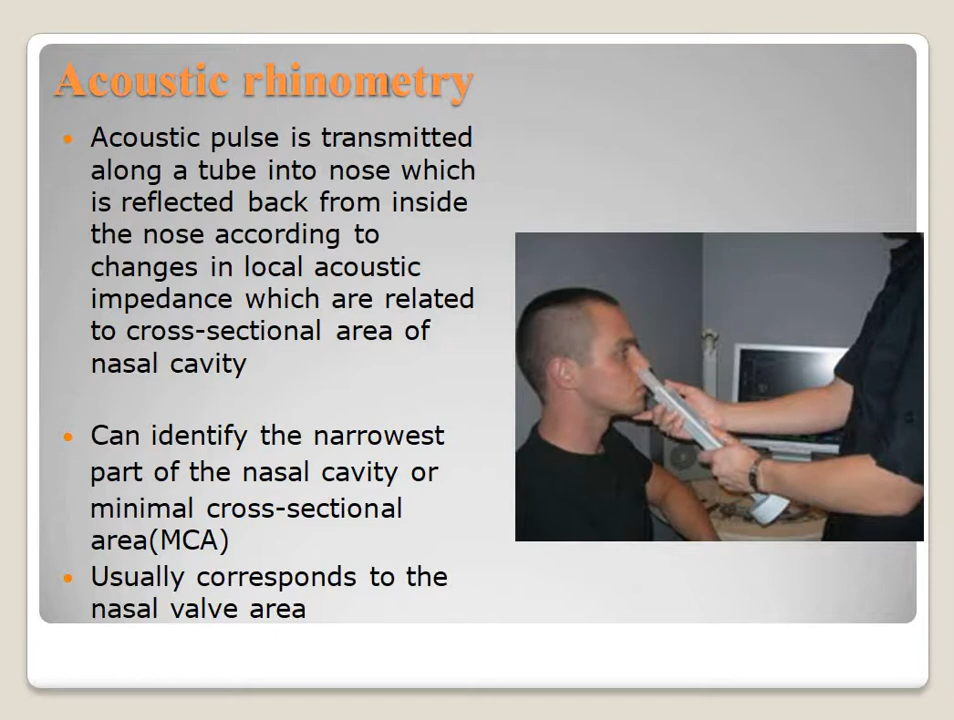 Acoustic rhinometry
• Acoustic pulse is transmitted
along a tube into nose which
is reflected back from inside
the nose according to
changes in local acoustic
impedance which are related
to cross-sectional area of
nasal cavity
• Can identify the narrowest
part of the nasal cavity or
minimal cross-sectional
area(MCA)
• Usually corresponds to the
nasal valve area